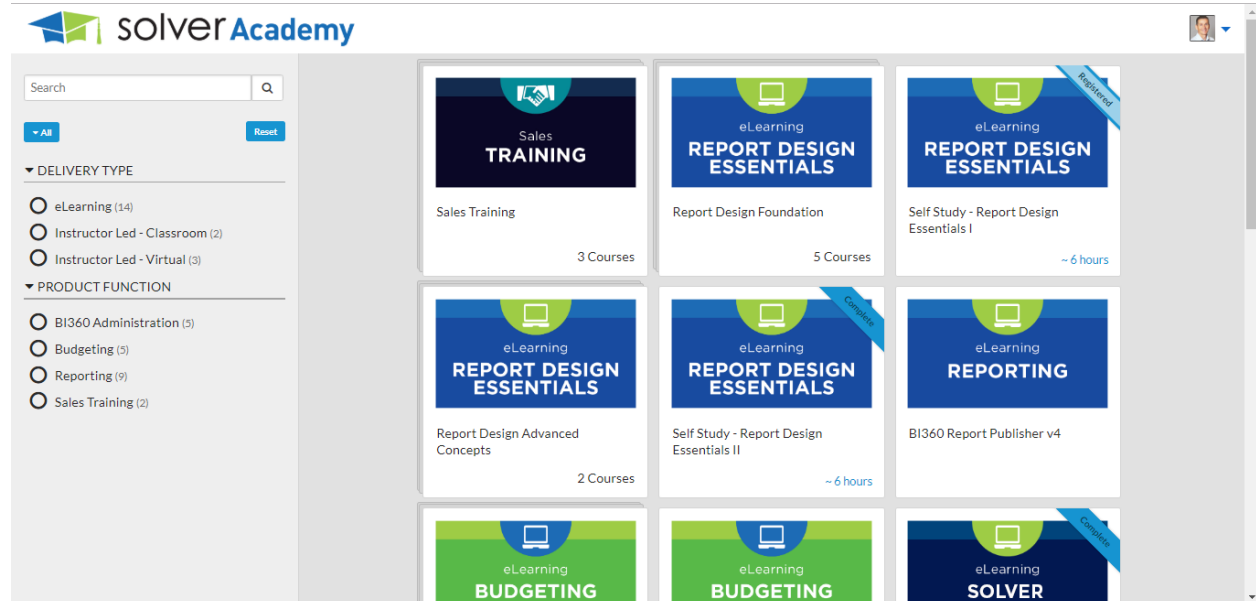 solver Academy
Search
All
Reset
DELIVERY TYPE
eLearning (14)
Instructor Led - Classroom (2)
Instructor Led - Virtual (3)
PRODUCT FUNCTION
BI360 Administration (5)
Budgeting (5)
Reporting (9)
Sales Training (2)
Sales
TRAINING
Sales Training
3 Courses
eLearning
REPORT DESIGN
ESSENTIALS
Report Design Foundation
5 Courses
Registered
eLearning
REPORT DESIGN
ESSENTIALS
Self Study - Report Design
Essentials I
~ 6 hours
eLearning
REPORT DESIGN
ESSENTIALS
Report Design Advanced
Concepts
2 Courses
Complete
eLearning
REPORT DESIGN
ESSENTIALS
Self Study - Report Design
Essentials II
~ 6 hours
eLearning
REPORTING
BI360 Report Publisher v4
eLearning
BUDGETING
eLearning
BUDGETING
Complete
eLearning
SOLVER